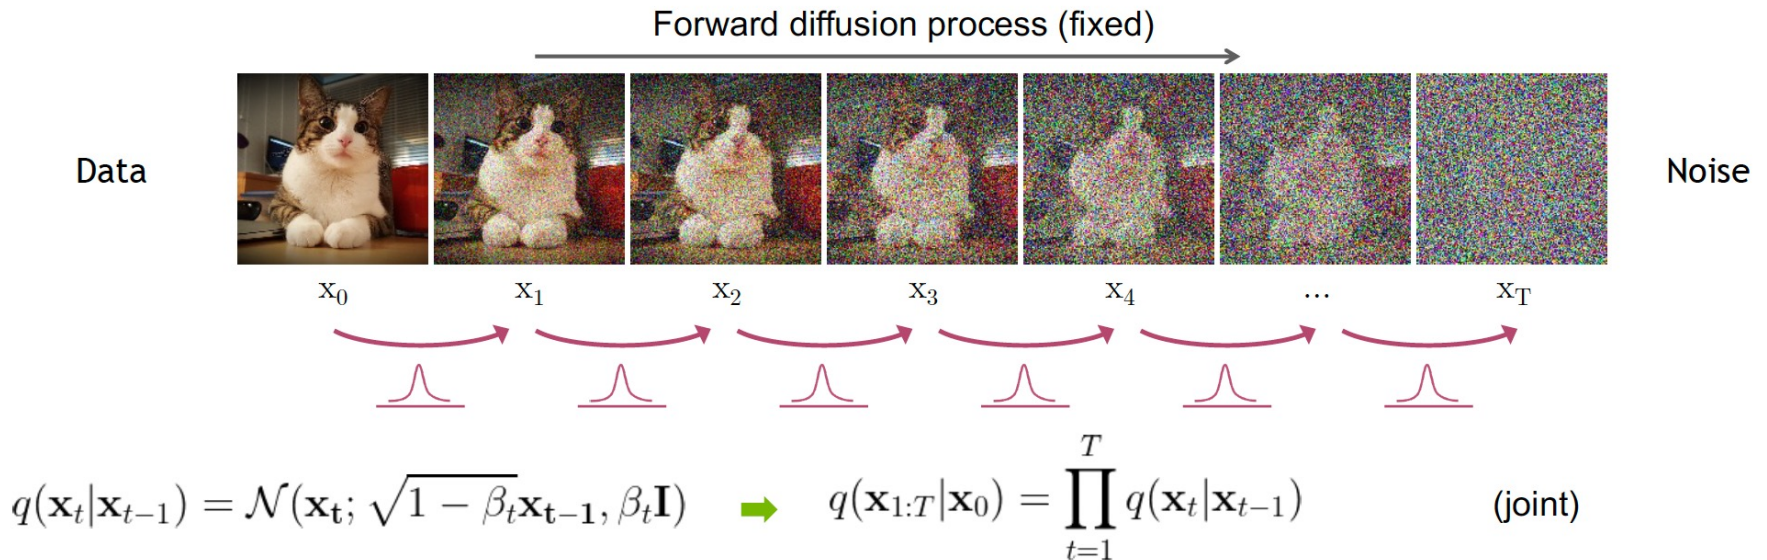 Forward diffusion process (fixed)
Data
Noise
x₀ x₁ x₂ x₃ x₄ ... x_T
q(𝐱ₜ|𝐱ₜ₋₁) = 𝒩(𝐱ₜ; √(1 − βₜ)𝐱ₜ₋₁, βₜ𝐈) ➡ q(𝐱₁:T|𝐱₀) = ∏_{t=1}^{T} q(𝐱ₜ|𝐱ₜ₋₁) (joint)